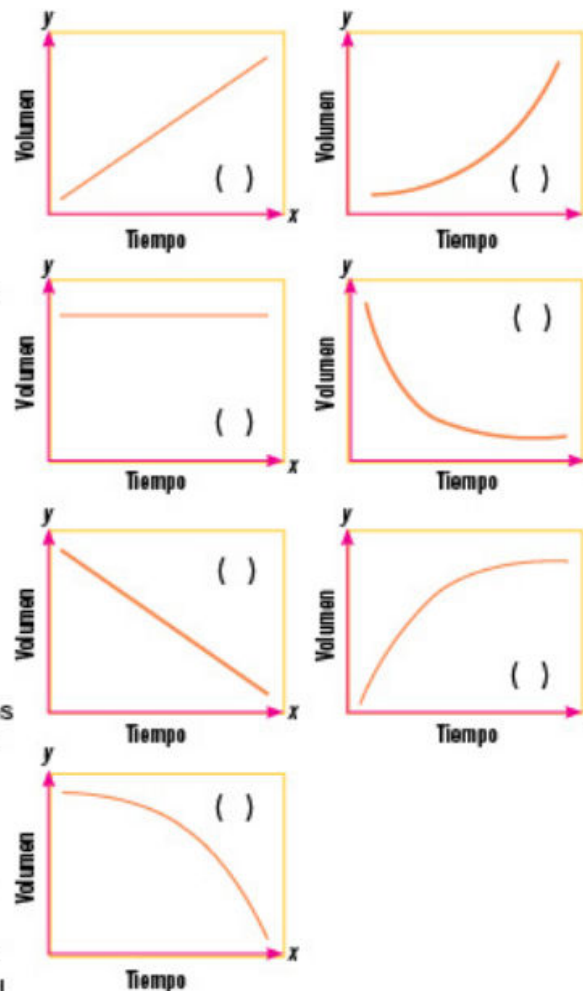 y
y
Volumen
Volumen
( )
( )
x
Tiempo
Tiempo
y
y
Volumen
Volumen
( )
( )
x
Tiempo
Tiempo
y
y
Volumen
Volumen
( )
( )
s
x
Tiempo
Tiempo
y
Volumen
( )
x
Tiempo